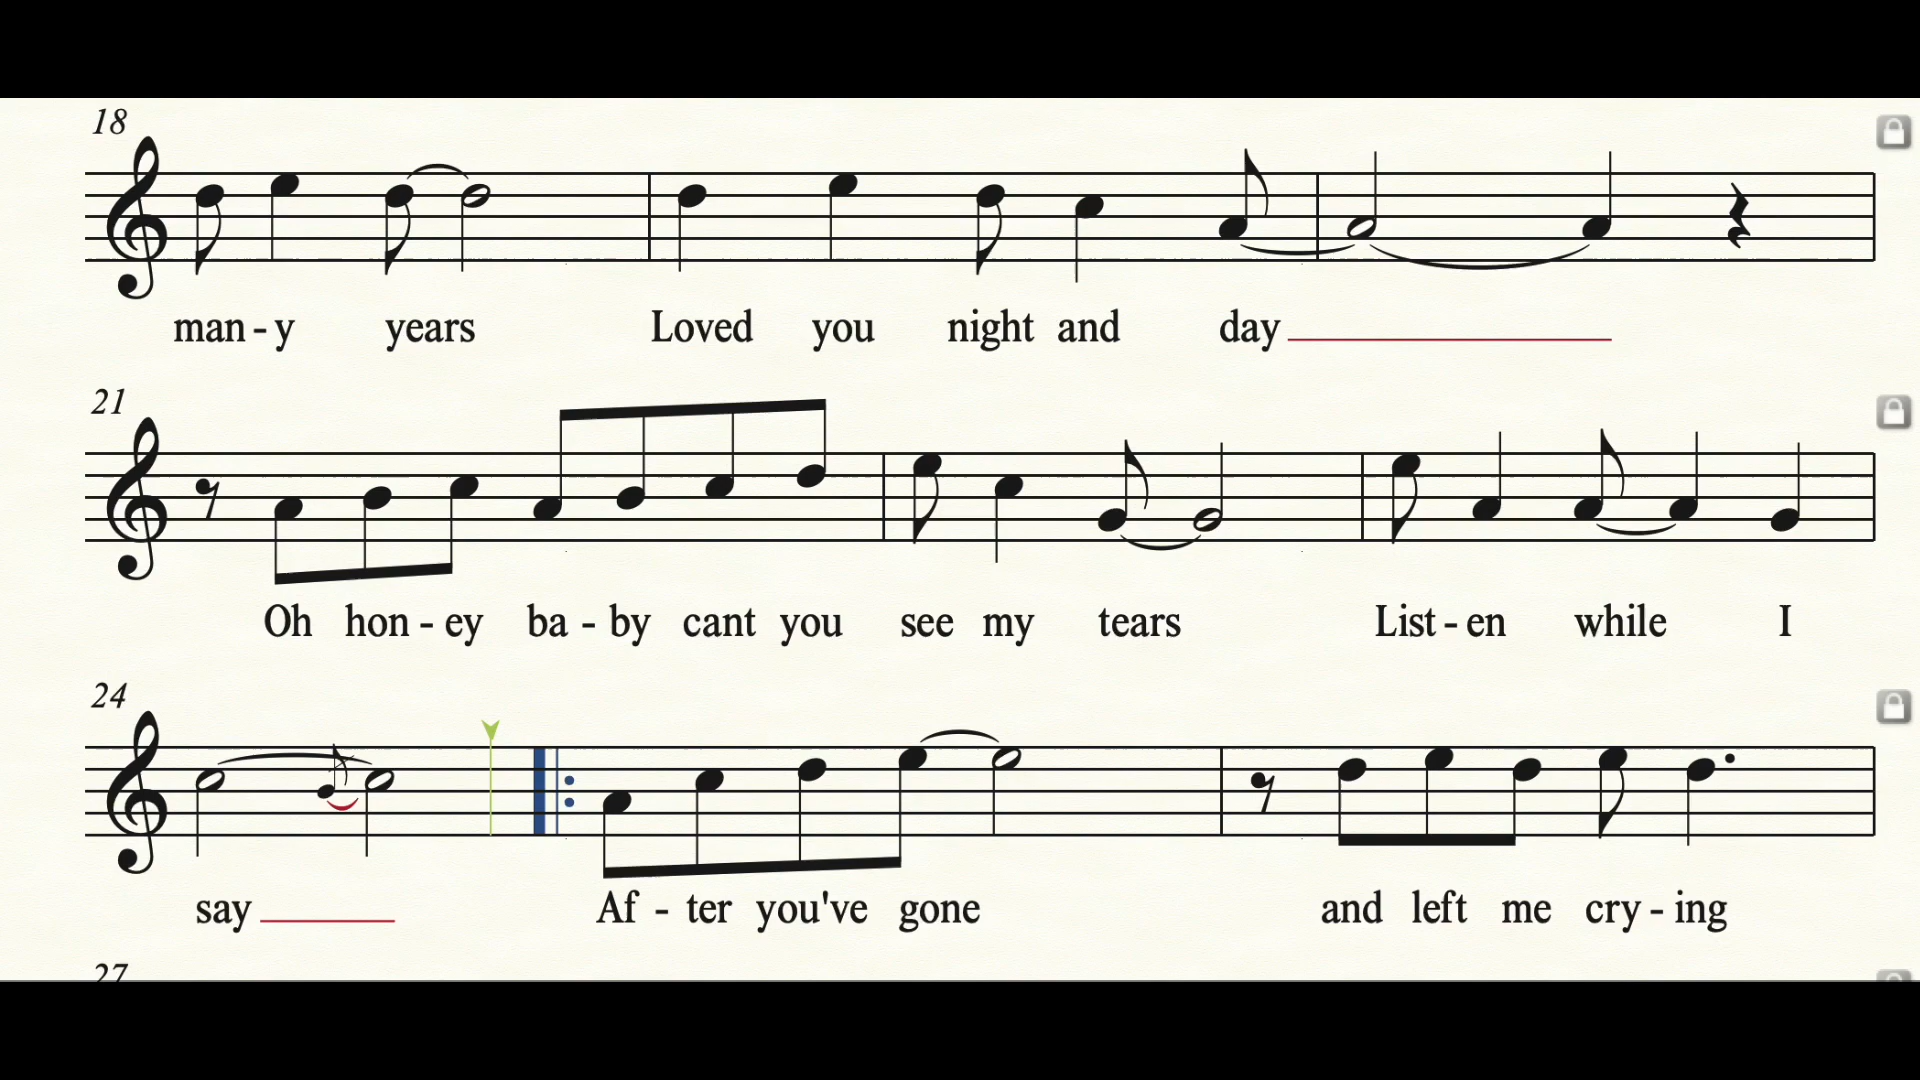 18
man - y years Loved you night and day
21
Oh hon - ey ba - by cant you see my tears List - en while I
24
say Af - ter you've gone and left me cry - ing
27